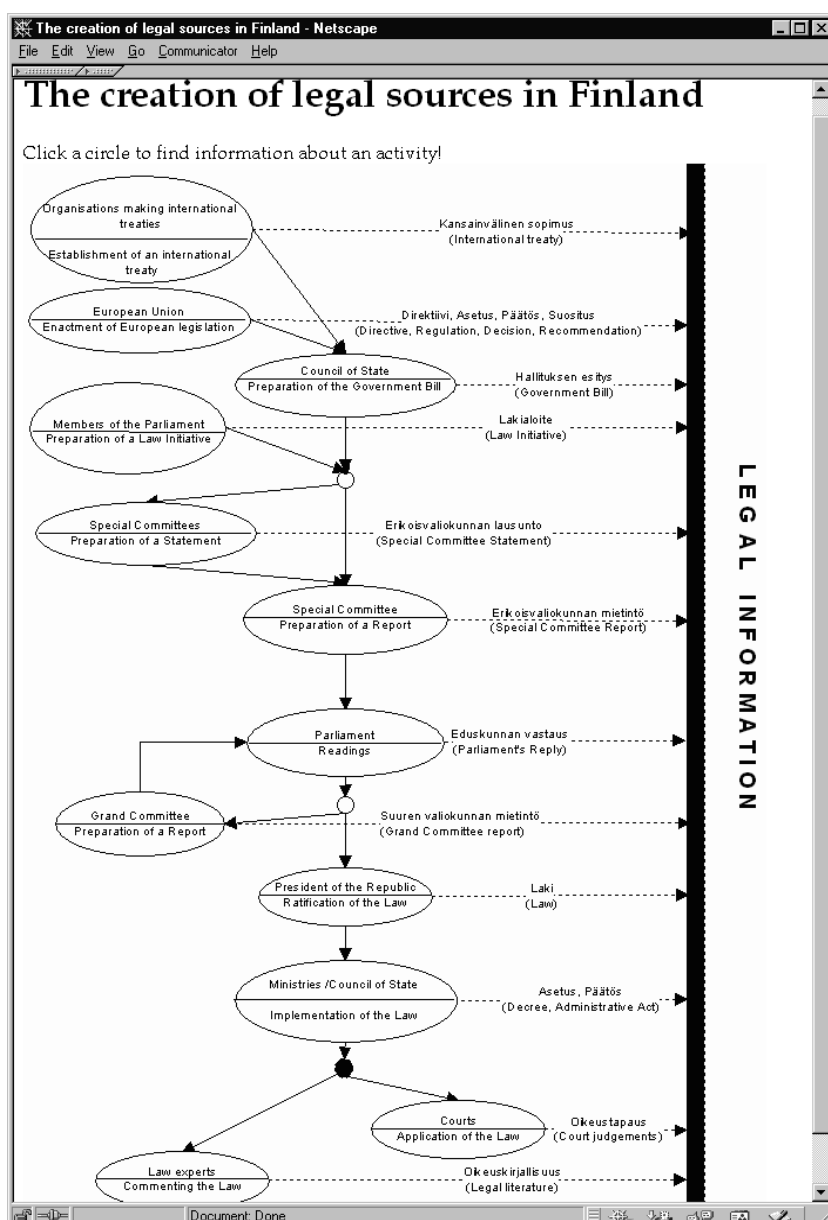 The creation of legal sources in Finland - Netscape
File Edit View Go Communicator Help
The creation of legal sources in Finland
Click a circle to find information about an activity!
Organisations making international
treaties
Establishment of an international
treaty
Kansainvälinen sopimus
(International treaty)
European Union
Enactment of European legislation
Direktiivi, Asetus, Päätös, Suositus
(Directive, Regulation, Decision, Recommendation)
Council of State
Preparation of the Government Bill
Hallituksen esitys
(Government Bill)
Members of the Parliament
Preparation of a Law Initiative
Lakialoite
(Law Initiative)
Special Committees
Preparation of a Statement
Erikoisvaliokunnan lausunto
(Special Committee Statement)
Special Committee
Preparation of a Report
Erikoisvaliokunnan mietintö
(Special Committee Report)
Parliament
Readings
Eduskunnan vastaus
(Parliament's Reply)
Grand Committee
Preparation of a Report
Suuren valiokunnan mietintö
(Grand Committee report)
President of the Republic
Ratification of the Law
Laki
(Law)
Ministries /Council of State
Implementation of the Law
Asetus, Päätös
(Decree, Administrative Act)
Courts
Application of the Law
Oikeustapaus
(Court judgements)
Law experts
Commenting the Law
Oikeuskirjallisuus
(Legal literature)
LEGAL INFORMATION
Document: Done